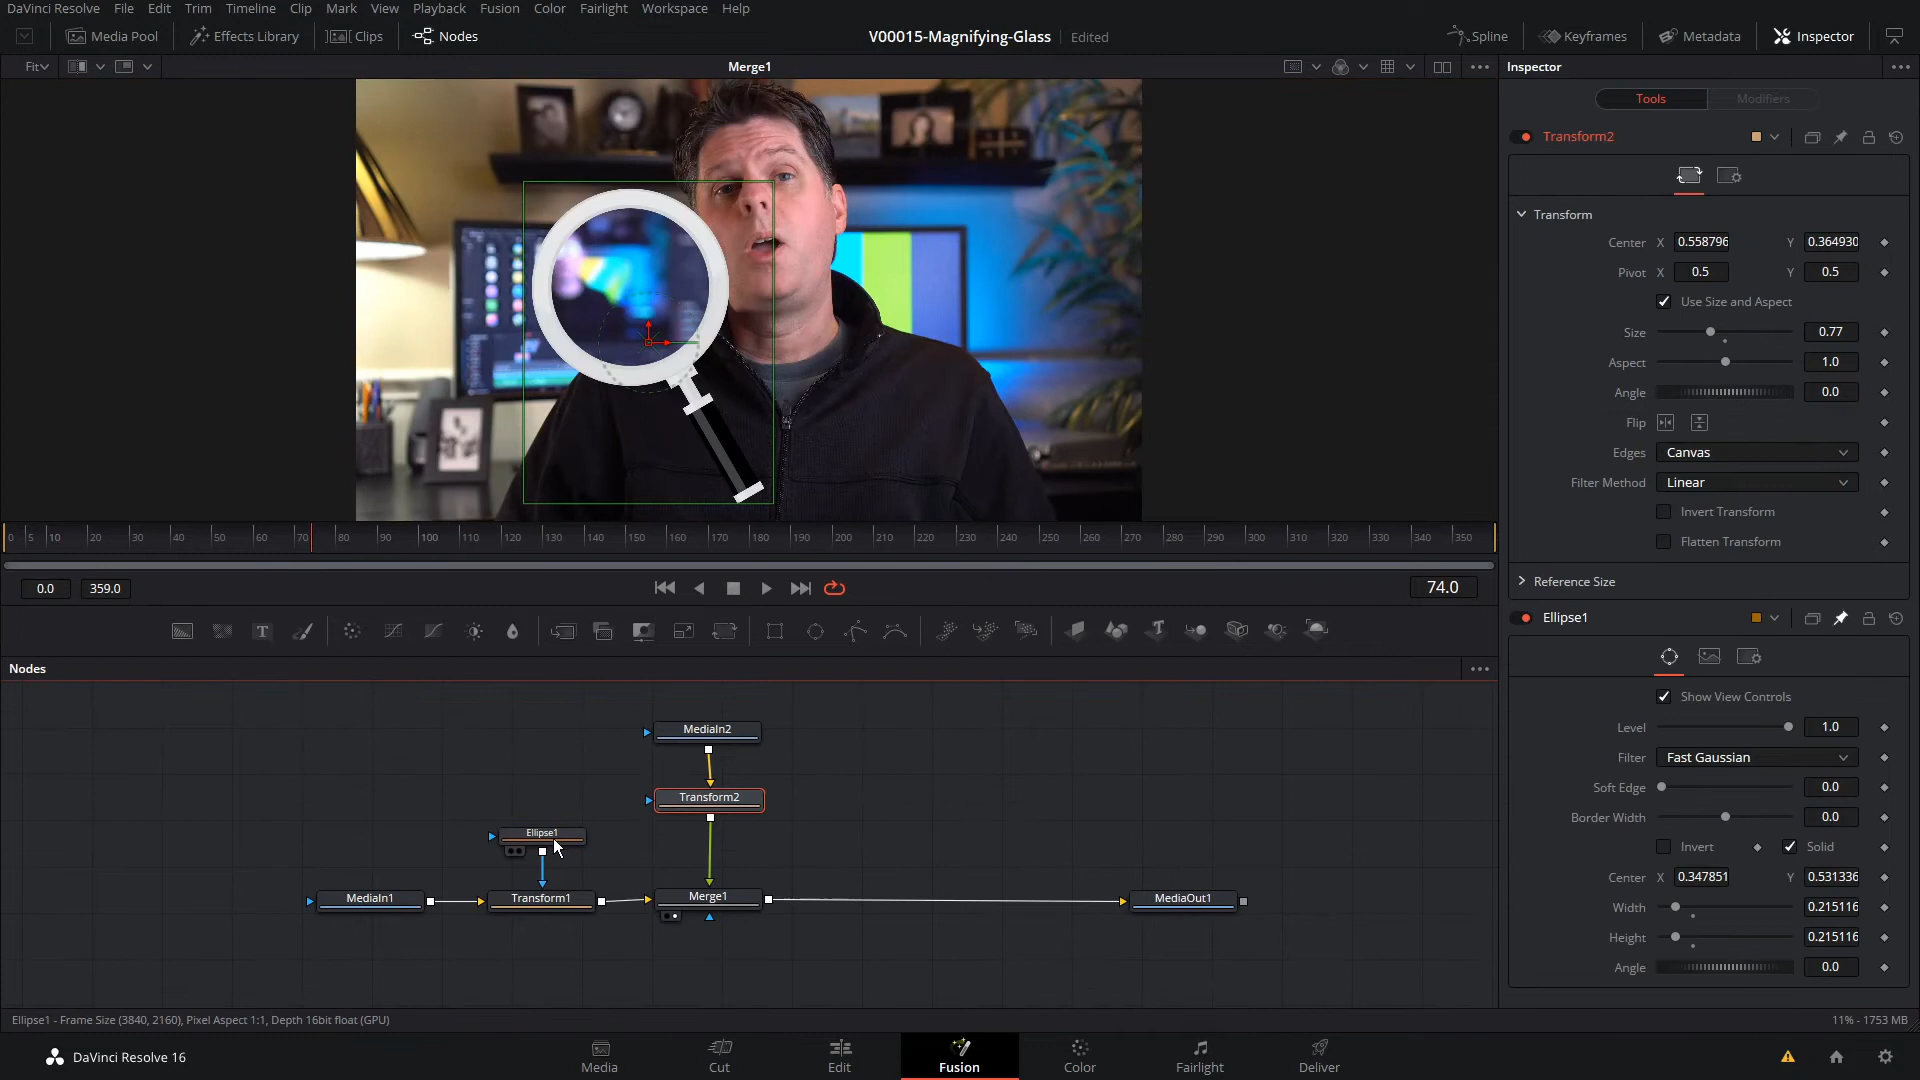 DaVinci Resolve File Edit Trim Timeline Clip Mark View Playback Fusion Color Fairlight Workspace Help
Media Pool Effects Library Clips Nodes V00015-Magnifying-Glass Edited Spline Keyframes Metadata Inspector
Fit Merge1 Inspector
Tools Modifiers
Transform2
Transform
Center X 0.558796 Y 0.364930
Pivot X 0.5 Y 0.5
Use Size and Aspect
Size 0.77
Aspect 1.0
Angle 0.0
Flip
Edges Canvas
Filter Method Linear
Invert Transform
Flatten Transform
Reference Size
0 5 10 20 30 40 50 60 70 80 90 100 110 120 130 140 150 160 170 180 190 200 210 220 230 240 250 260 270 280 290 300 310 320 330 340 350
0.0 359.0 74.0
Ellipse1
Show View Controls
Level 1.0
Filter Fast Gaussian
Soft Edge 0.0
Border Width 0.0
Invert Solid
Center X 0.347851 Y 0.531336
Width 0.215116
Height 0.215116
Angle 0.0
Nodes
MediaIn2
Transform2
Ellipse1
MediaIn1 Transform1 Merge1 MediaOut1
Ellipse1 - Frame Size (3840, 2160), Pixel Aspect 1:1, Depth 16bit float (GPU) 11% - 1753 MB
DaVinci Resolve 16 Media Cut Edit Fusion Color Fairlight Deliver